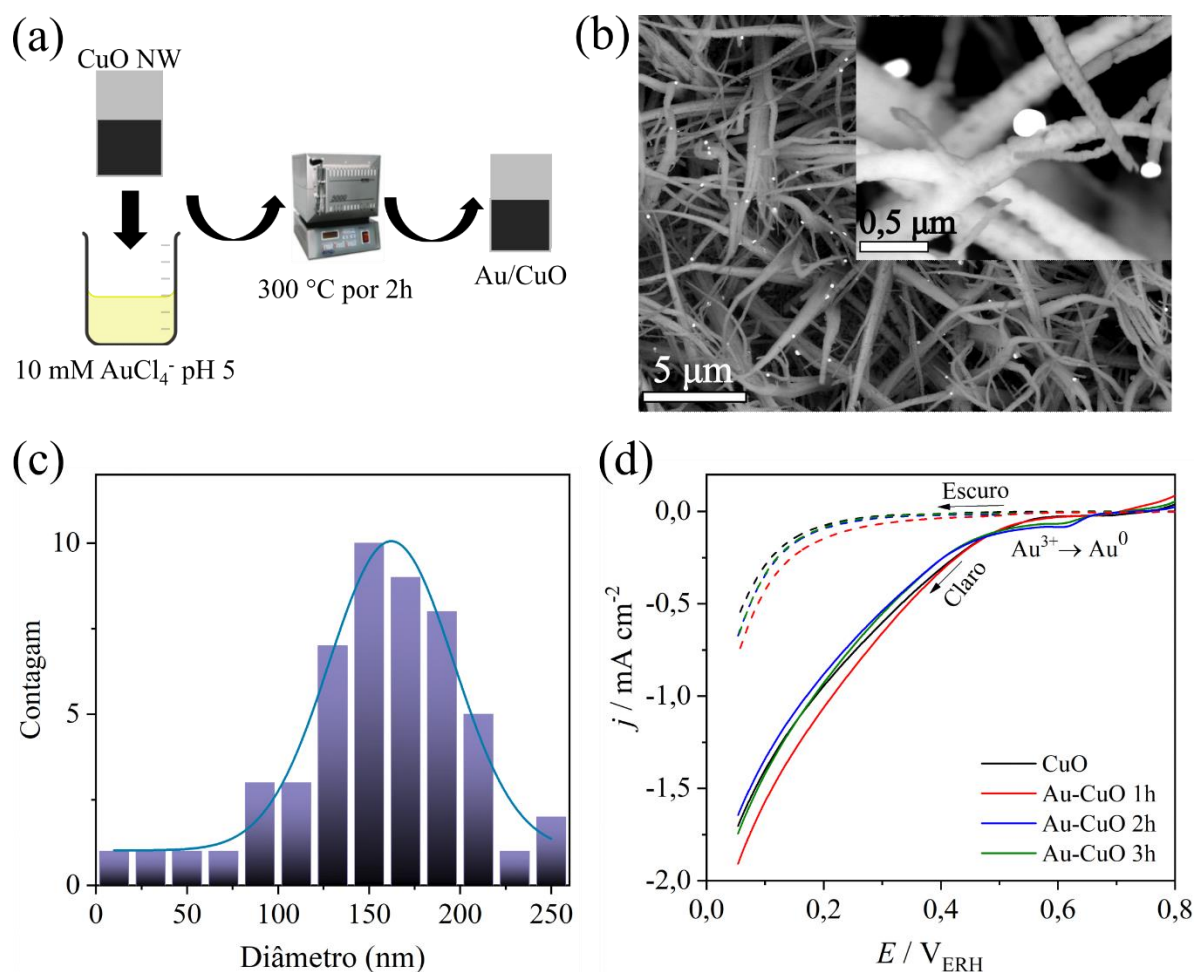 (a)
CuO NW
10 mM AuCl₄⁻ pH 5
300 °C por 2h
Au/CuO
(b)
0,5 μm
5 μm
(c)
Contagam
10
5
0
0 50 100 150 200 250
Diâmetro (nm)
(d)
j / mA cm⁻²
0,0
-0,5
-1,0
-1,5
-2,0
Escuro
Au³⁺→Au⁰
Claro
CuO
Au-CuO 1h
Au-CuO 2h
Au-CuO 3h
0,0 0,2 0,4 0,6 0,8
E / V_ERH